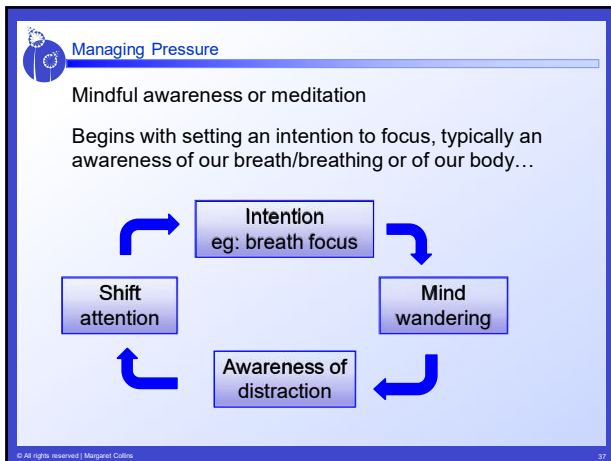 Managing Pressure
Mindful awareness or meditation
Begins with setting an intention to focus, typically an
awareness of our breath/breathing or of our body…
Intention
eg: breath focus
Mind
wandering
Awareness of
distraction
Shift
attention
© All rights reserved | Margaret Collins
37